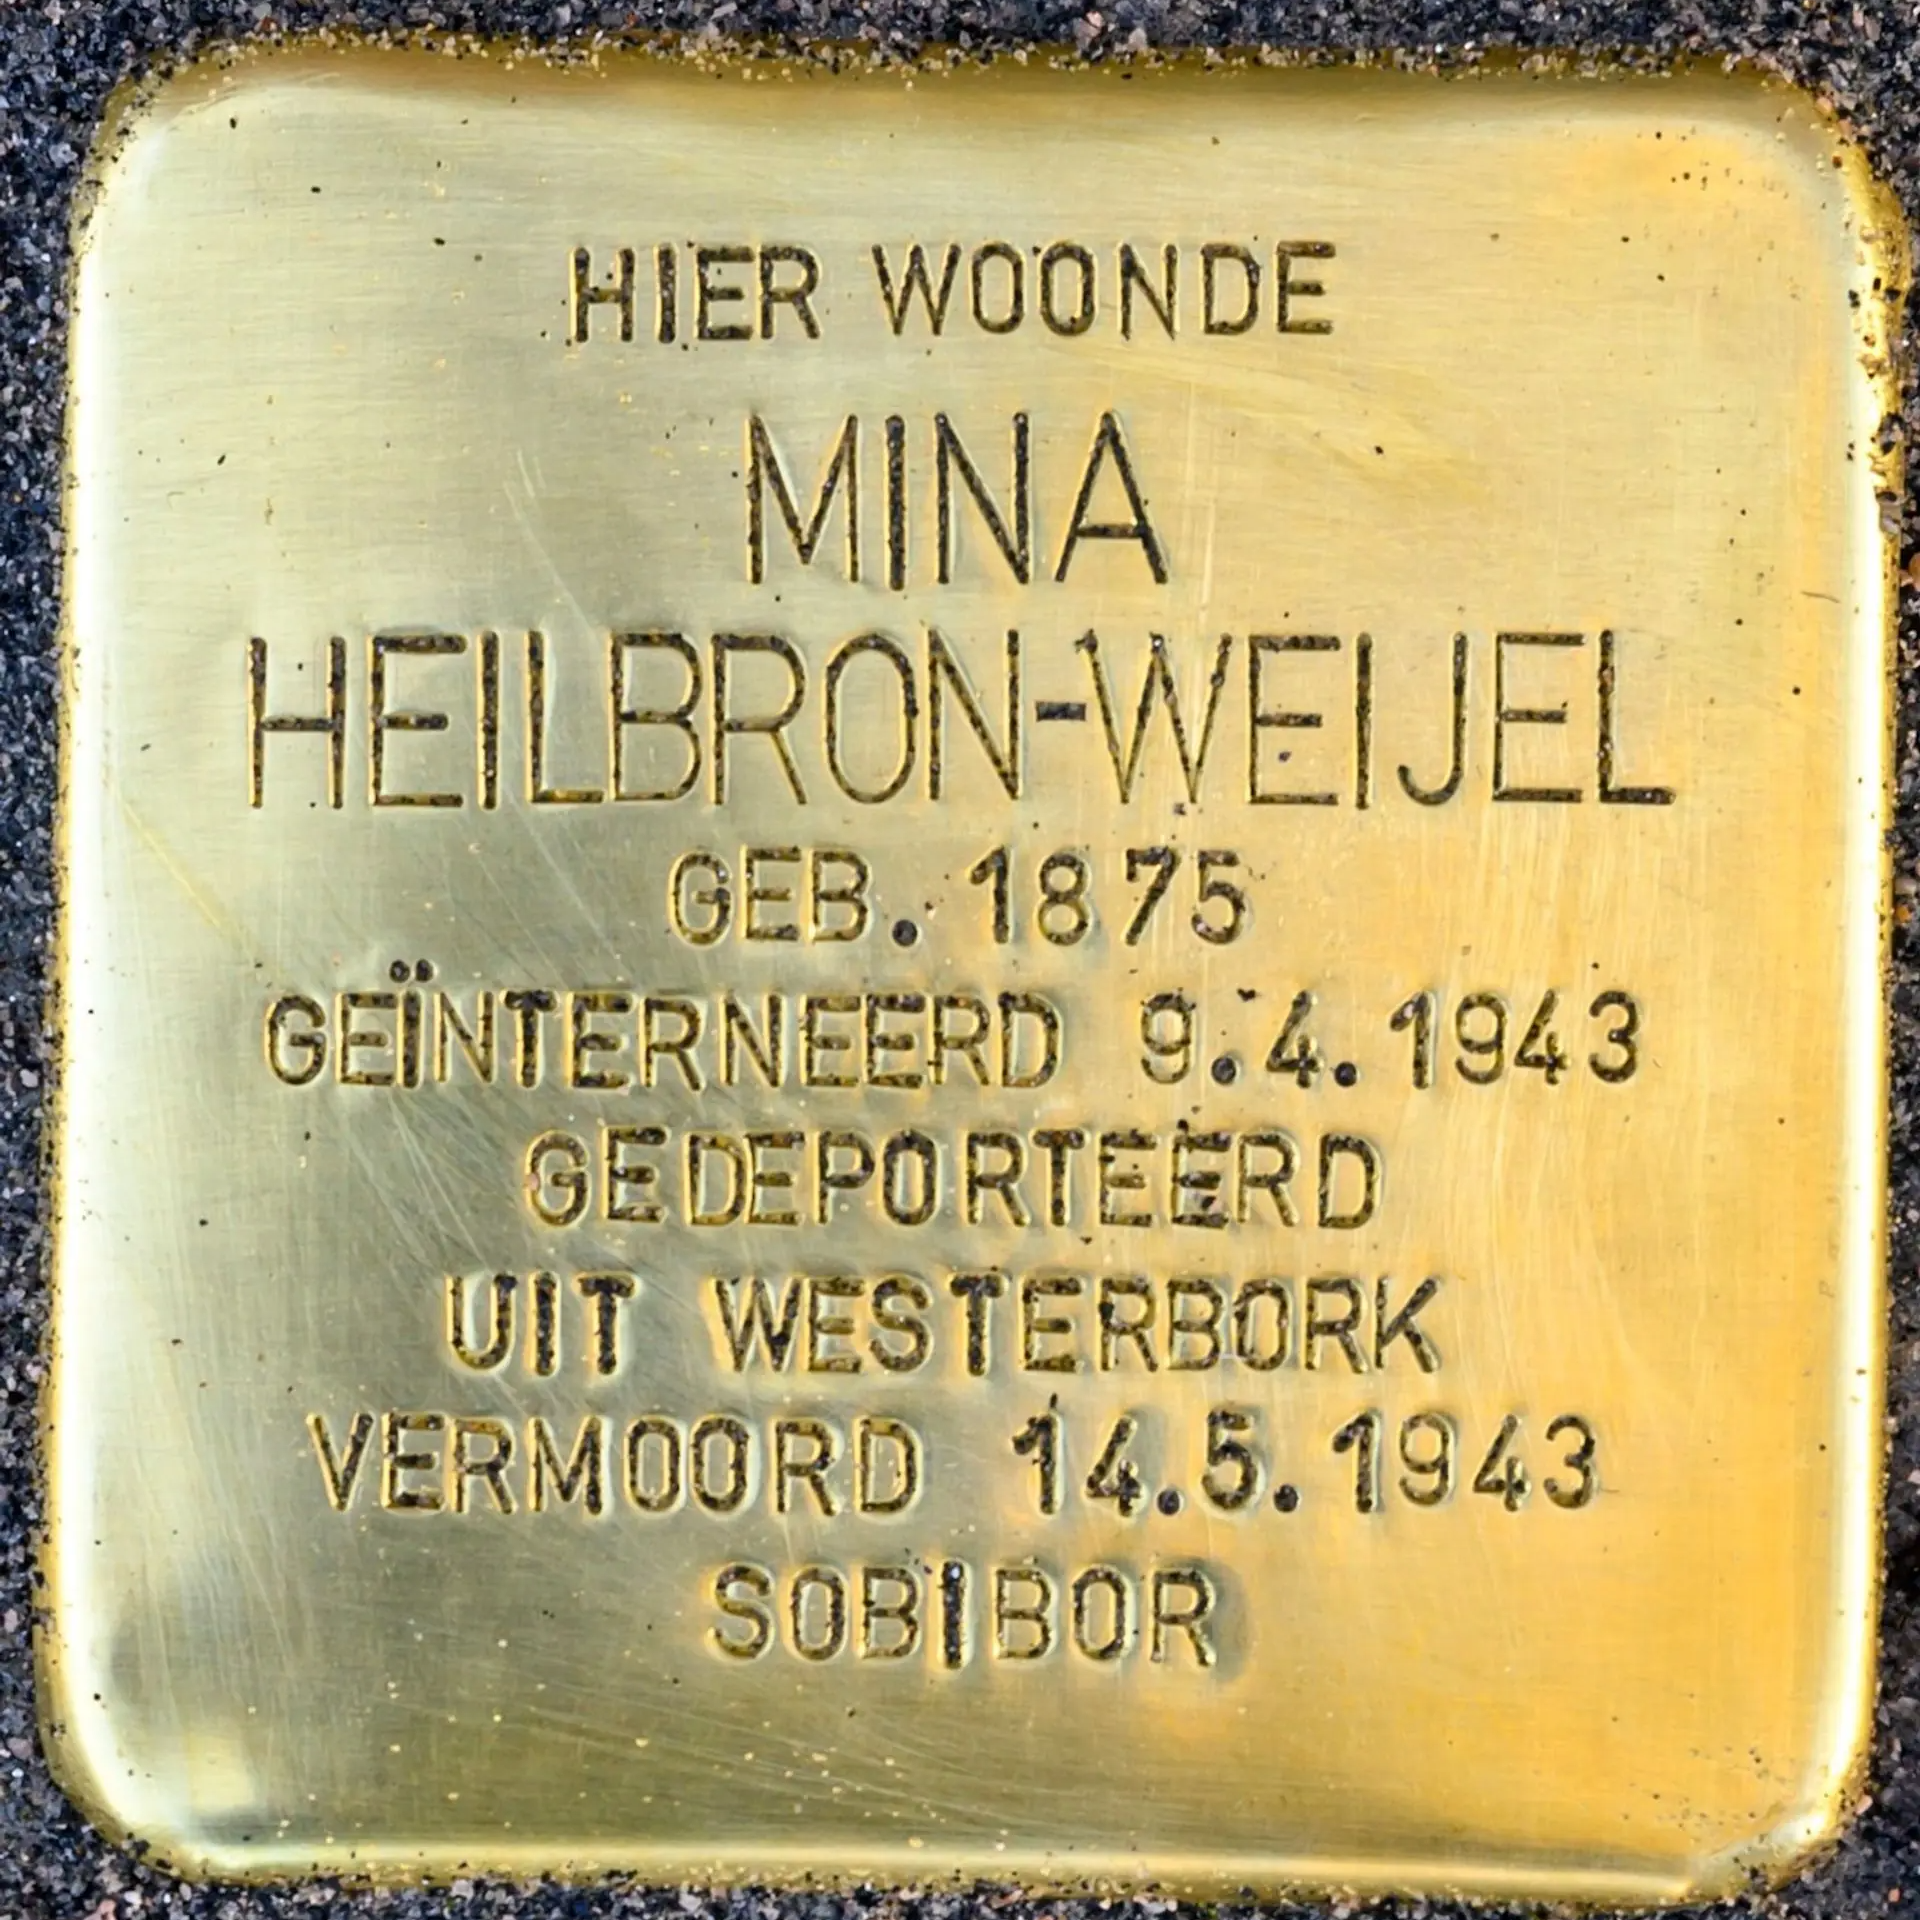 HIER WOONDE
MINA
HEILBRON-WEIJEL
GEB. 1875
GEÏNTERNEERD 9.4.1943
GEDEPORTEERD
UIT WESTERBORK
VERMOORD 14.5.1943
SOBIBOR